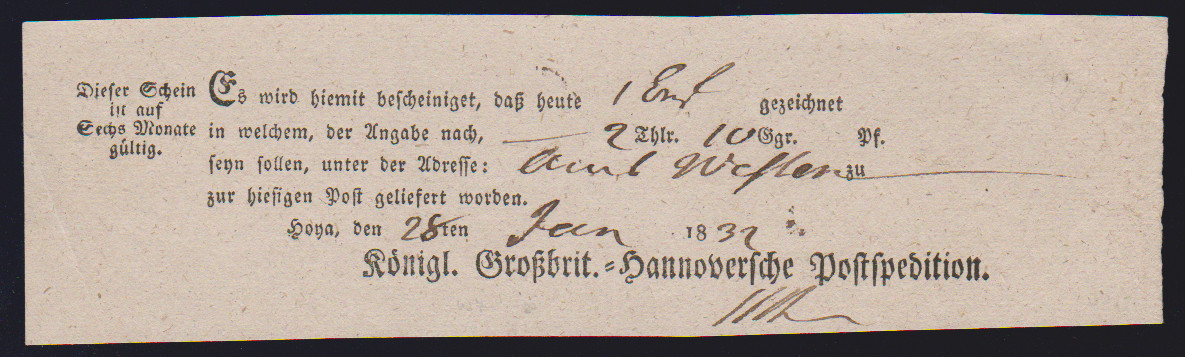 Dieser Schein
ist auf
Sechs Monate
gültig.
Es wird hiemit bescheiniget, daß heute 1 gezeichnet
in welchem, der Angabe nach, 2 Thlr. 10 Ggr. Pf.
seyn sollen, unter der Adresse: Amt Westen zu
zur hiesigen Post geliefert worden.
Hoya, den 28ten Jan 1832
Königl. Großbrit.=Hannoversche Postspedition.